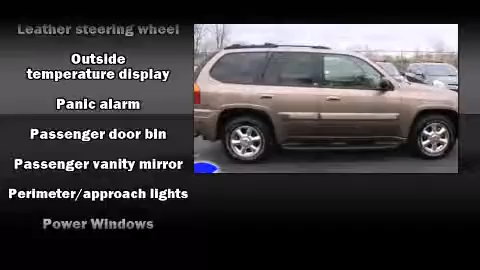 Leather steering wheel
Outside
temperature display
Panic alarm
Passenger door bin
Passenger vanity mirror
Perimeter/approach lights
Power Windows